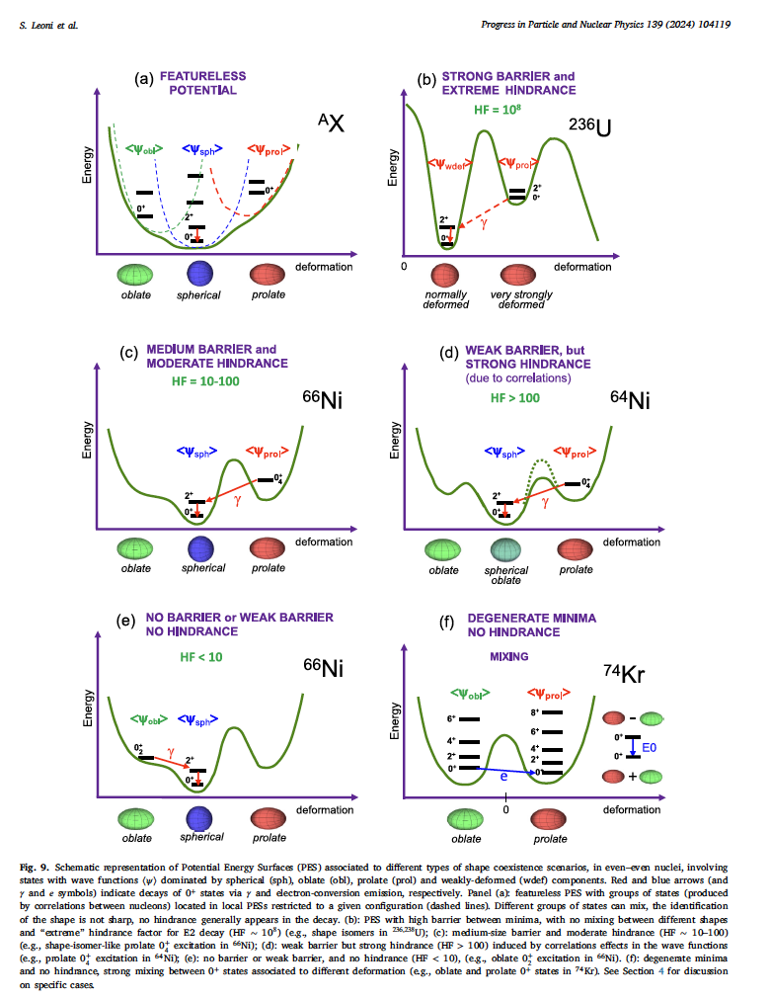 S. Leoni et al.
Progress in Particle and Nuclear Physics 139 (2024) 104119
(a) FEATURELESS
POTENTIAL
ᴬX
Energy
<Ψobl>
<Ψsph>
<Ψprol>
0⁺
2⁺
0⁺
0⁺
deformation
oblate
spherical
prolate
(b) STRONG BARRIER and
EXTREME HINDRANCE
HF = 10⁸
²³⁶U
Energy
<Ψwdef>
<Ψprol>
2⁺
0⁺
2⁺
0⁺
γ
0
deformation
normally
deformed
very strongly
deformed
(c) MEDIUM BARRIER and
MODERATE HINDRANCE
HF = 10-100
⁶⁶Ni
Energy
<Ψsph>
<Ψprol>
0⁺₄
2⁺
0⁺
γ
deformation
oblate
spherical
prolate
(d) WEAK BARRIER, but
STRONG HINDRANCE
(due to correlations)
HF > 100
⁶⁴Ni
Energy
<Ψsph>
<Ψprol>
0⁺₄
2⁺
0⁺
γ
deformation
oblate
spherical
oblate
prolate
(e) NO BARRIER or WEAK BARRIER
NO HINDRANCE
HF < 10
⁶⁶Ni
Energy
<Ψobl>
<Ψsph>
0⁺₂
γ
2⁺
0⁺
deformation
oblate
spherical
prolate
(f) DEGENERATE MINIMA
NO HINDRANCE
MIXING
⁷⁴Kr
Energy
<Ψobl>
<Ψprol>
6⁺
4⁺
2⁺
0⁺
8⁺
6⁺
4⁺
2⁺
0⁺
e
−
0⁺
E0
0⁺
+
0
deformation
oblate
prolate
Fig. 9. Schematic representation of Potential Energy Surfaces (PES) associated to different types of shape coexistence scenarios, in even–even nuclei, involving
states with wave functions ⟨ψ⟩ dominated by spherical (sph), oblate (obl), prolate (prol) and weakly-deformed (wdef) components. Red and blue arrows (and
γ and e symbols) indicate decays of 0⁺ states via γ and electron-conversion emission, respectively. Panel (a): featureless PES with groups of states (produced
by correlations between nucleons) located in local PESs restricted to a given configuration (dashed lines). Different groups of states can mix, the identification
of the shape is not sharp, no hindrance generally appears in the decay. (b): PES with high barrier between minima, with no mixing between different shapes
and “extreme” hindrance factor for E2 decay (HF ∼ 10⁸) (e.g., shape isomers in ²³⁶,²³⁸U); (c): medium-size barrier and moderate hindrance (HF ∼ 10–100)
(e.g., shape-isomer-like prolate 0⁺₄ excitation in ⁶⁶Ni); (d): weak barrier but strong hindrance (HF > 100) induced by correlations effects in the wave functions
(e.g., prolate 0⁺₄ excitation in ⁶⁴Ni); (e): no barrier or weak barrier, and no hindrance (HF < 10), (e.g., oblate 0⁺₂ excitation in ⁶⁶Ni). (f): degenerate minima
and no hindrance, strong mixing between 0⁺ states associated to different deformation (e.g., oblate and prolate 0⁺ states in ⁷⁴Kr). See Section 4 for discussion
on specific cases.